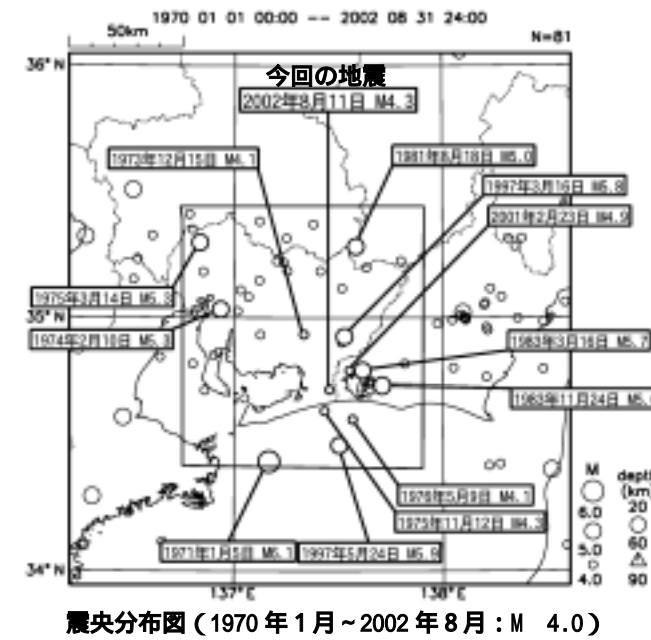 1970 01 01 00:00 -- 2002 08 31 24:00
50km
N=81
36°N
今回の地震
2002年8月11日 M4.3
1973年12月15日 M4.1
1981年8月18日 M5.0
1997年3月16日 M5.8
2001年2月23日 M4.9
1975年3月14日 M5.3
35°N
1974年2月10日
1983年3月16日 M5.7
1983年11月24日
1976年5月9日 M4.1
1975年11月12日 M4.3
1971年1月5日 M6.1
1997年5月24日
34°N
137°E
138°E
M
6.0
5.0
4.0
depth
(km)
20
60
90
震央分布図（1970年1月~2002年8月:M 4.0）